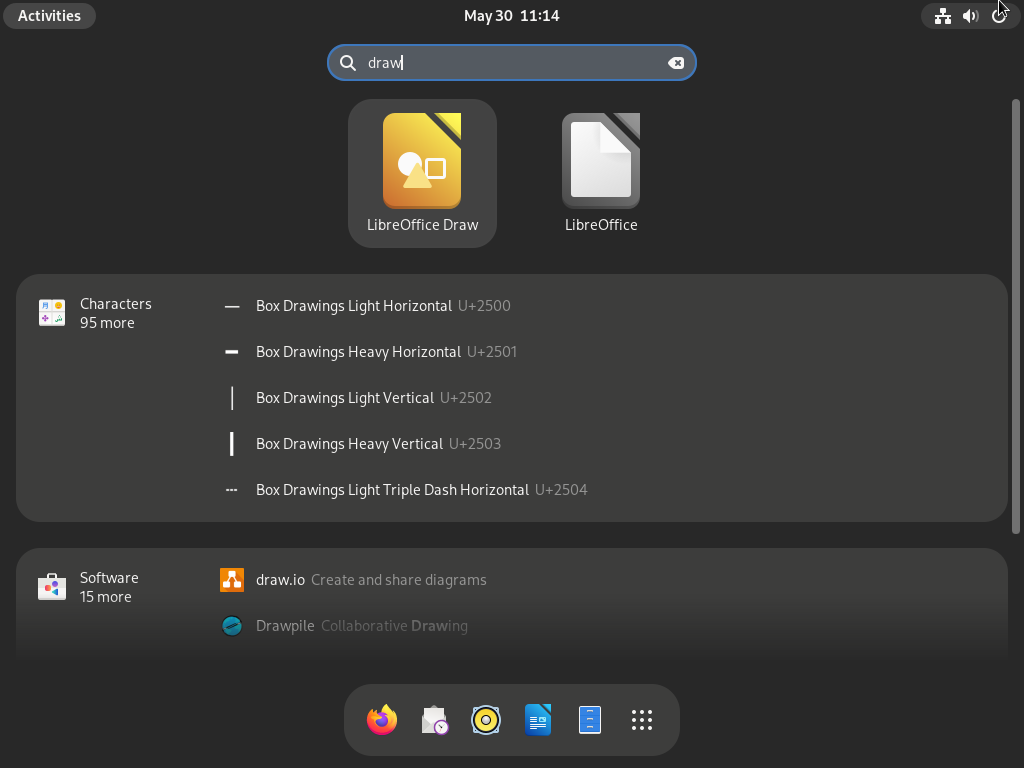 Activities
May 30 11:14
draw
LibreOffice Draw
LibreOffice
Characters
95 more
Box Drawings Light Horizontal U+2500
Box Drawings Heavy Horizontal U+2501
Box Drawings Light Vertical U+2502
Box Drawings Heavy Vertical U+2503
Box Drawings Light Triple Dash Horizontal U+2504
Software
15 more
draw.io Create and share diagrams
Drawpile Collaborative Drawing